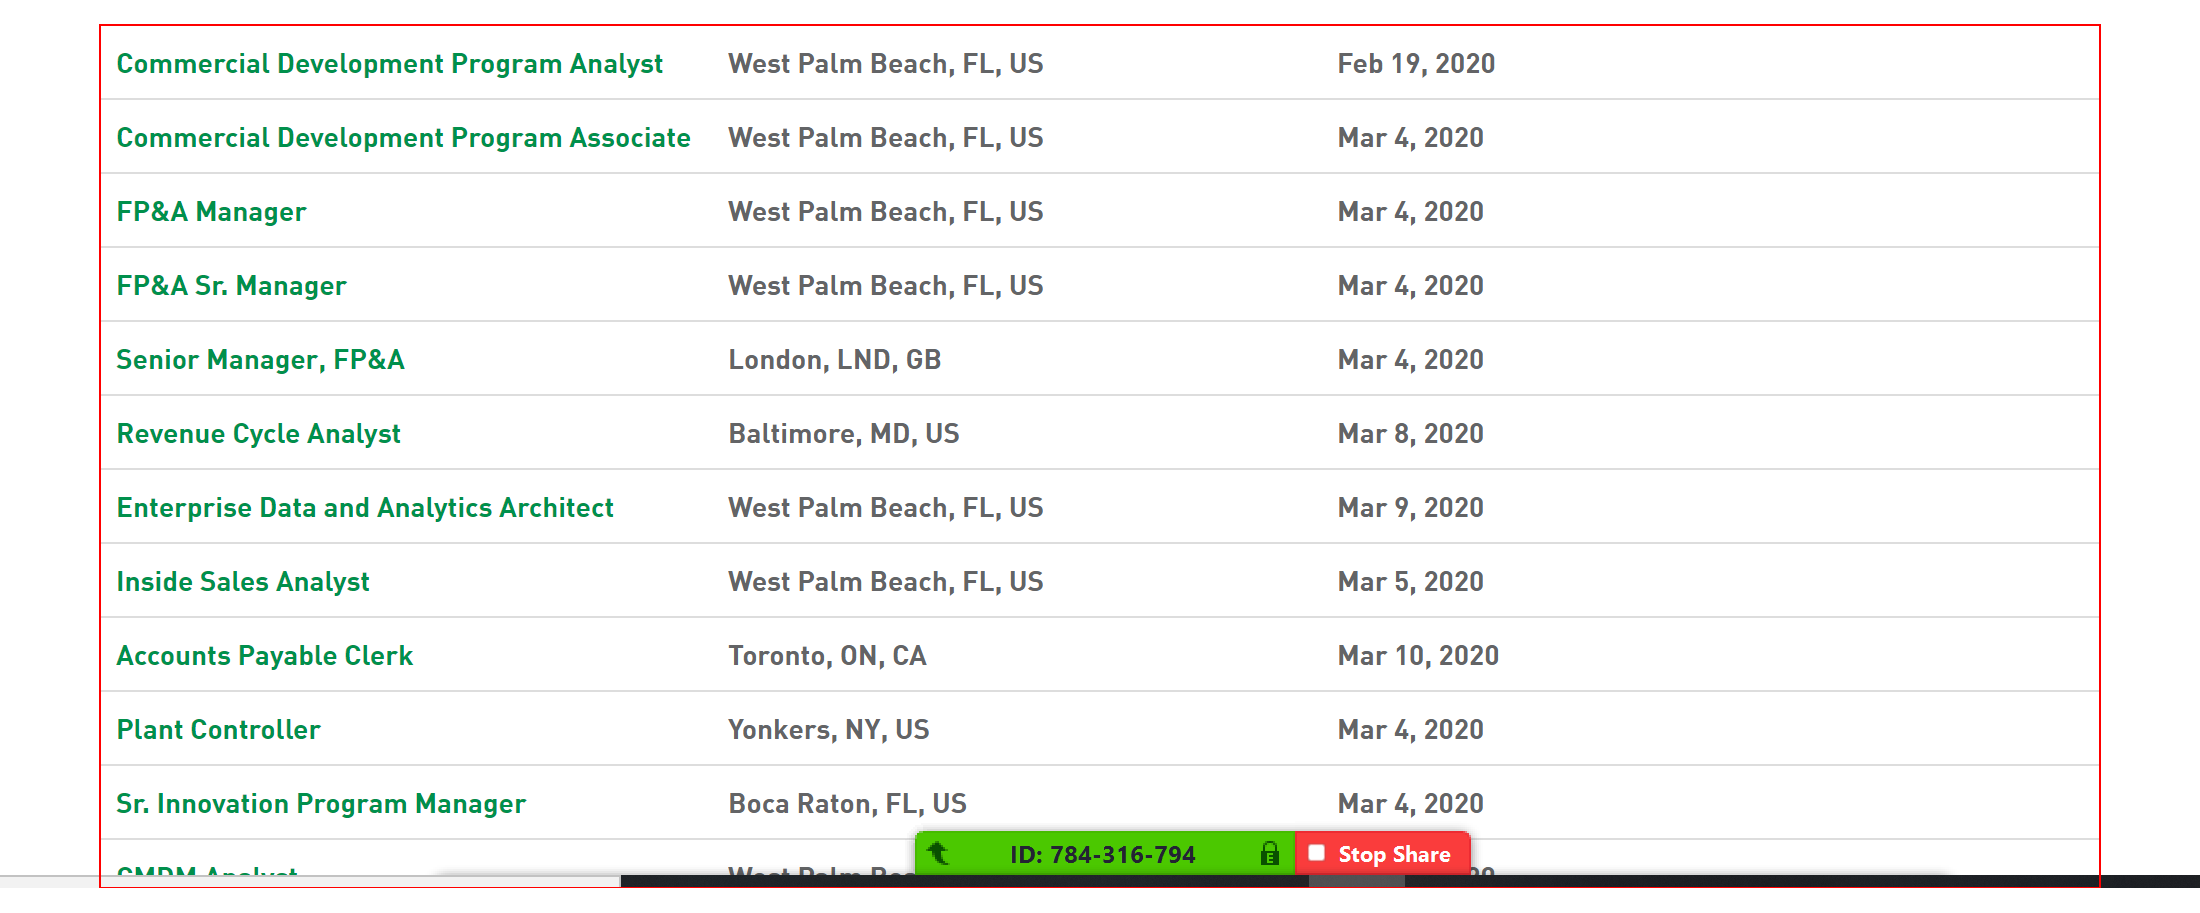 Commercial Development Program Analyst West Palm Beach, FL, US Feb 19, 2020
Commercial Development Program Associate West Palm Beach, FL, US Mar 4, 2020
FP&A Manager West Palm Beach, FL, US Mar 4, 2020
FP&A Sr. Manager West Palm Beach, FL, US Mar 4, 2020
Senior Manager, FP&A London, LND, GB Mar 4, 2020
Revenue Cycle Analyst Baltimore, MD, US Mar 8, 2020
Enterprise Data and Analytics Architect West Palm Beach, FL, US Mar 9, 2020
Inside Sales Analyst West Palm Beach, FL, US Mar 5, 2020
Accounts Payable Clerk Toronto, ON, CA Mar 10, 2020
Plant Controller Yonkers, NY, US Mar 4, 2020
Sr. Innovation Program Manager Boca Raton, FL, US Mar 4, 2020
ID: 784-316-794 Stop Share
Analyst West Palm